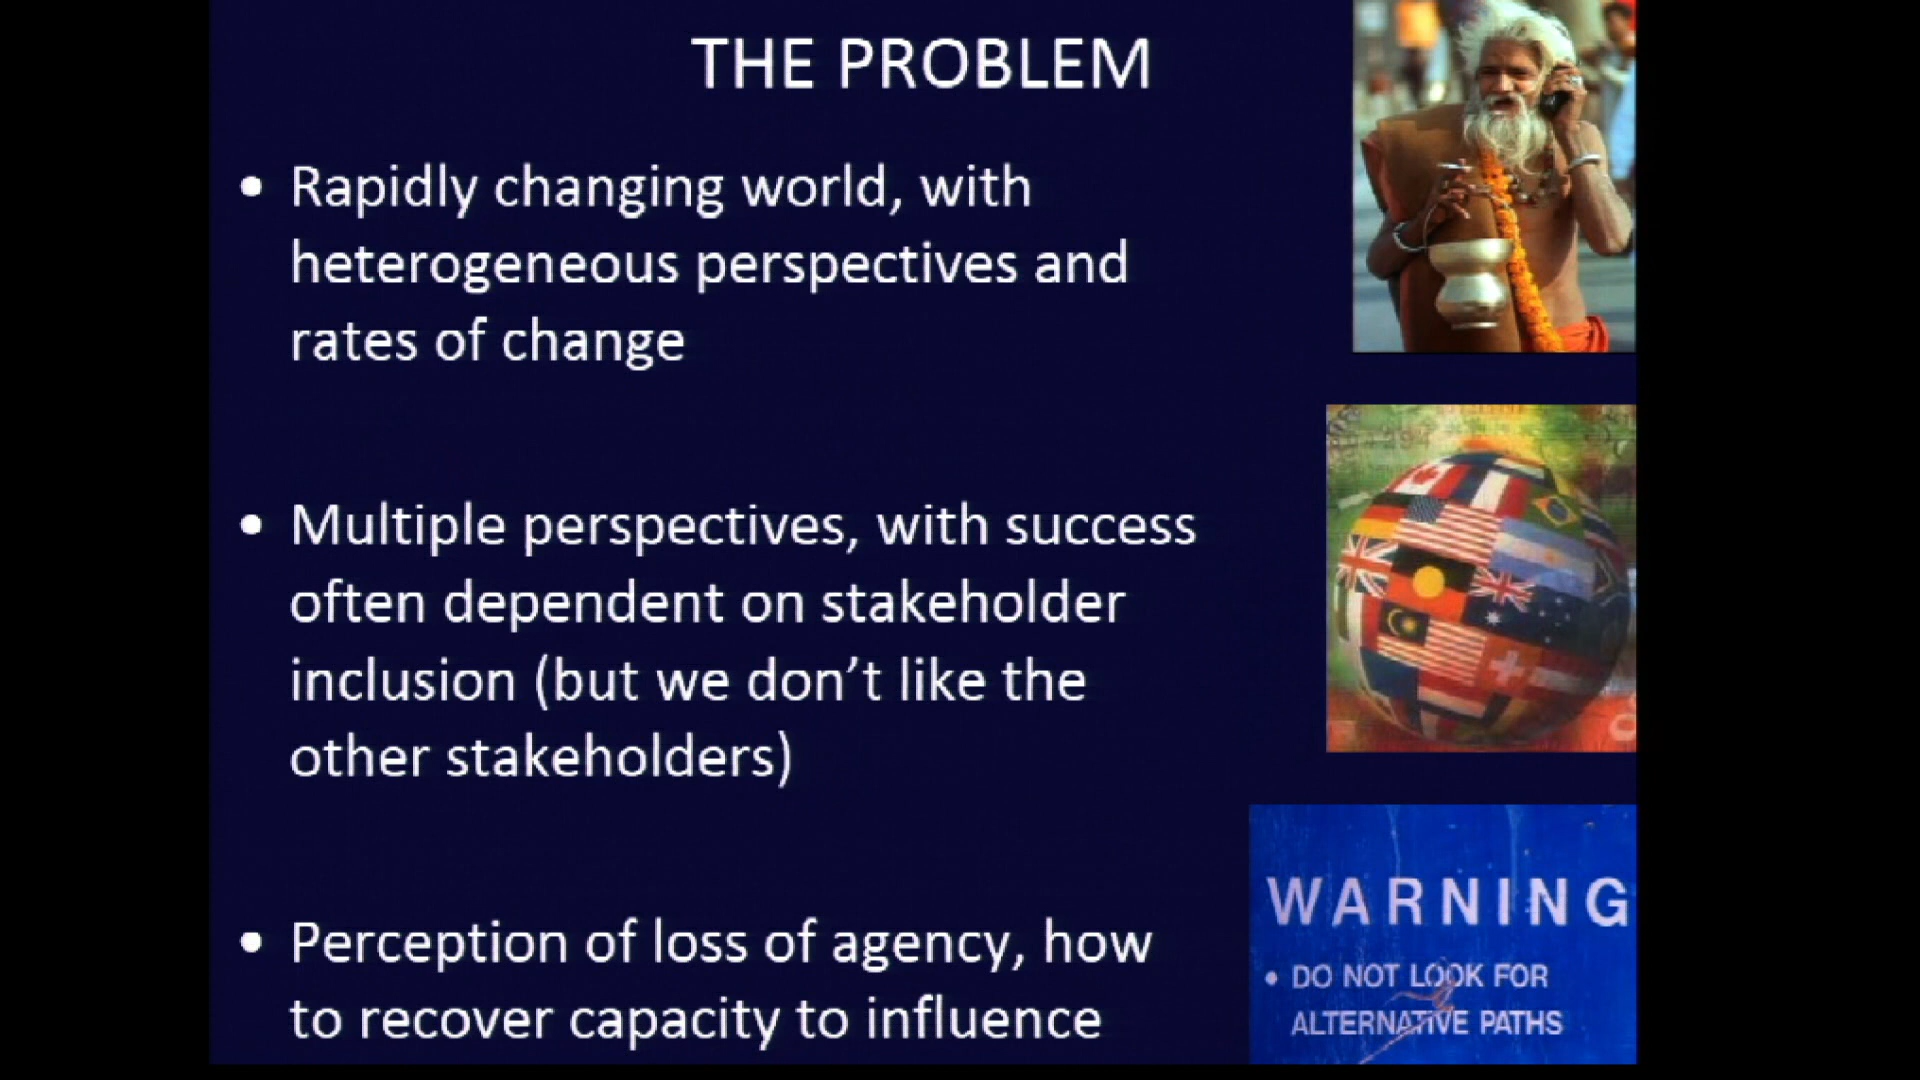 THE PROBLEM
• Rapidly changing world, with
heterogeneous perspectives and
rates of change
• Multiple perspectives, with success
often dependent on stakeholder
inclusion (but we don't like the
other stakeholders)
• Perception of loss of agency, how
to recover capacity to influence
WARNING
• DO NOT LOOK FOR
ALTERNATIVE PATHS